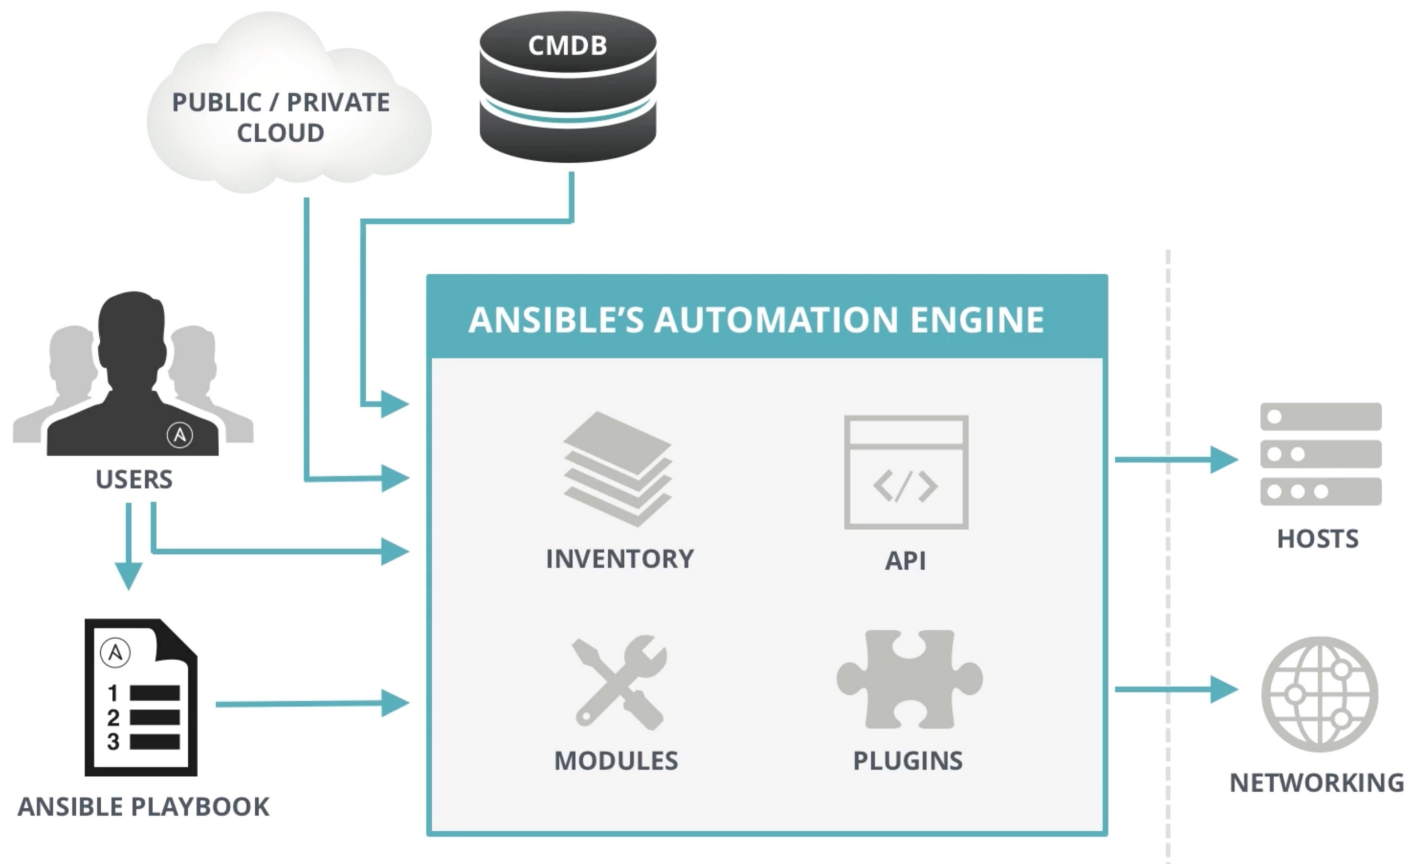 PUBLIC / PRIVATE
CLOUD
CMDB
USERS
ANSIBLE PLAYBOOK
1
2
3
ANSIBLE’S AUTOMATION ENGINE
INVENTORY
API
</>
MODULES
PLUGINS
HOSTS
NETWORKING